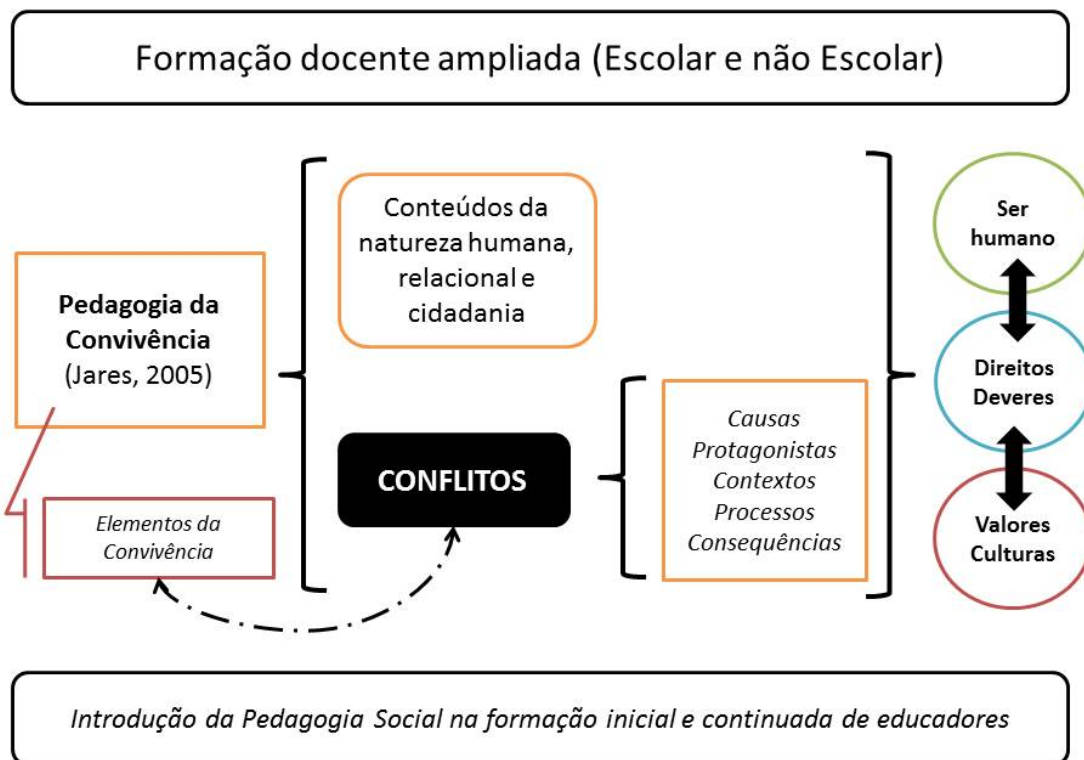 Formação docente ampliada (Escolar e não Escolar)
Pedagogia da
Convivência
(Jares, 2005)
Elementos da
Convivência
Conteúdos da
natureza humana,
relacional e
cidadania
CONFLITOS
Causas
Protagonistas
Contextos
Processos
Consequências
Ser
humano
Direitos
Deveres
Valores
Culturas
Introdução da Pedagogia Social na formação inicial e continuada de educadores